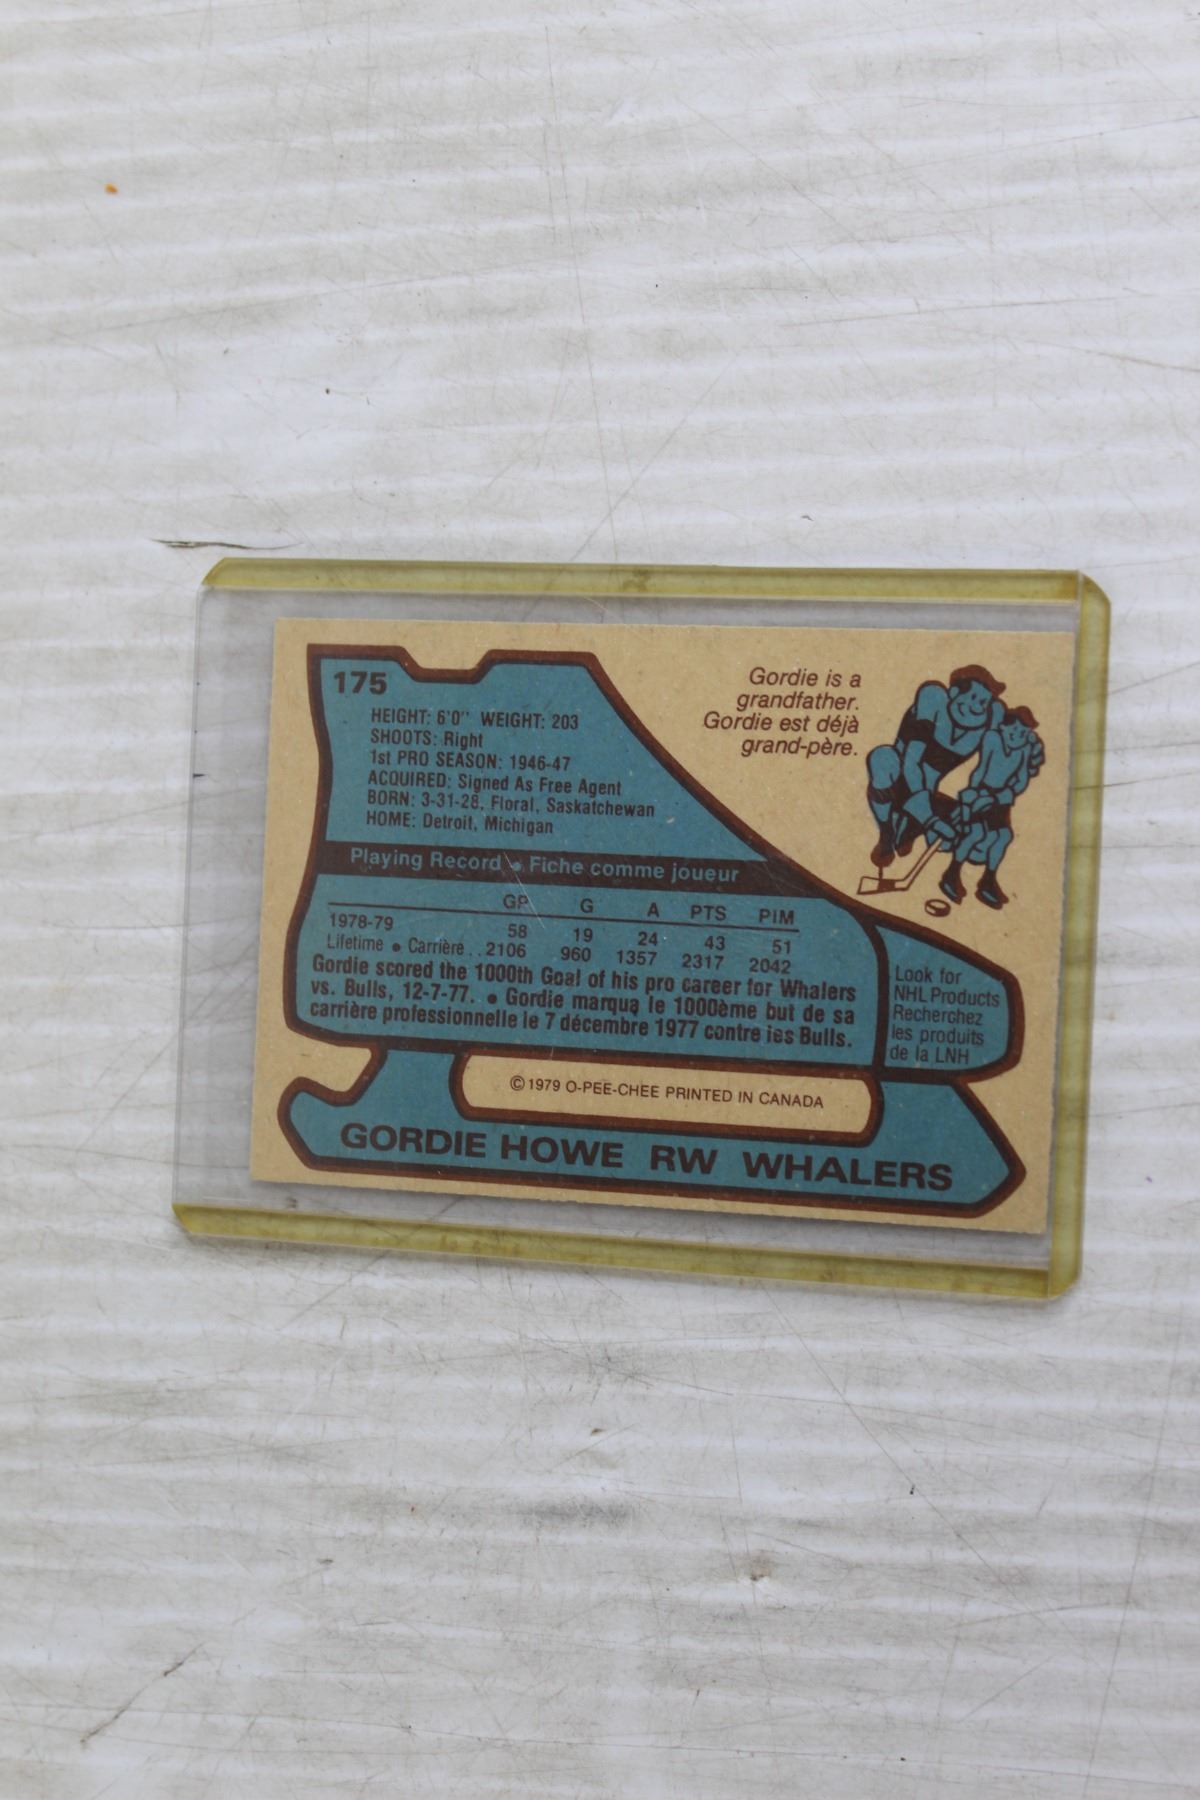 175
HEIGHT: 6'0" WEIGHT: 203
SHOOTS: Right
1st PRO SEASON: 1946-47
ACQUIRED: Signed As Free Agent
BORN: 3-31-28, Floral, Saskatchewan
HOME: Detroit, Michigan
Gordie is a
grandfather.
Gordie est déjà
grand-père.
Playing Record • Fiche comme joueur
GP G A PTS PIM
1978-79 58 19 24 43 51
Lifetime • Carrière .. 2106 960 1357 2317 2042
Gordie scored the 1000th Goal of his pro career for Whalers
vs. Bulls, 12-7-77. • Gordie marqua le 1000ème but de sa
carrière professionnelle le 7 décembre 1977 contre les Bulls.
Look for
NHL Products
Recherchez
les produits
de la LNH
© 1979 O-PEE-CHEE PRINTED IN CANADA
GORDIE HOWE RW WHALERS